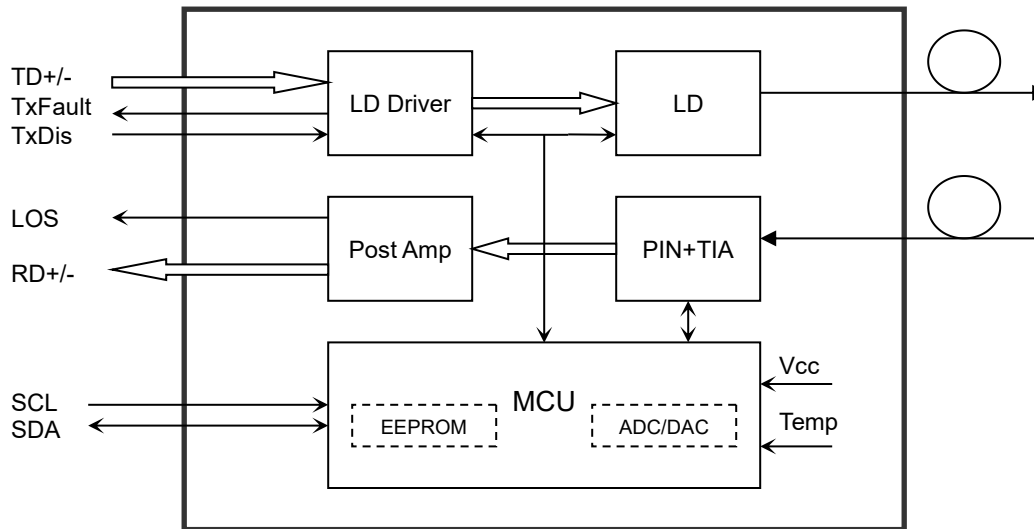 TD+/-
TxFault
TxDis
LD Driver
LD
LOS
RD+/-
Post Amp
PIN+TIA
SCL
SDA
MCU
EEPROM
ADC/DAC
Vcc
Temp